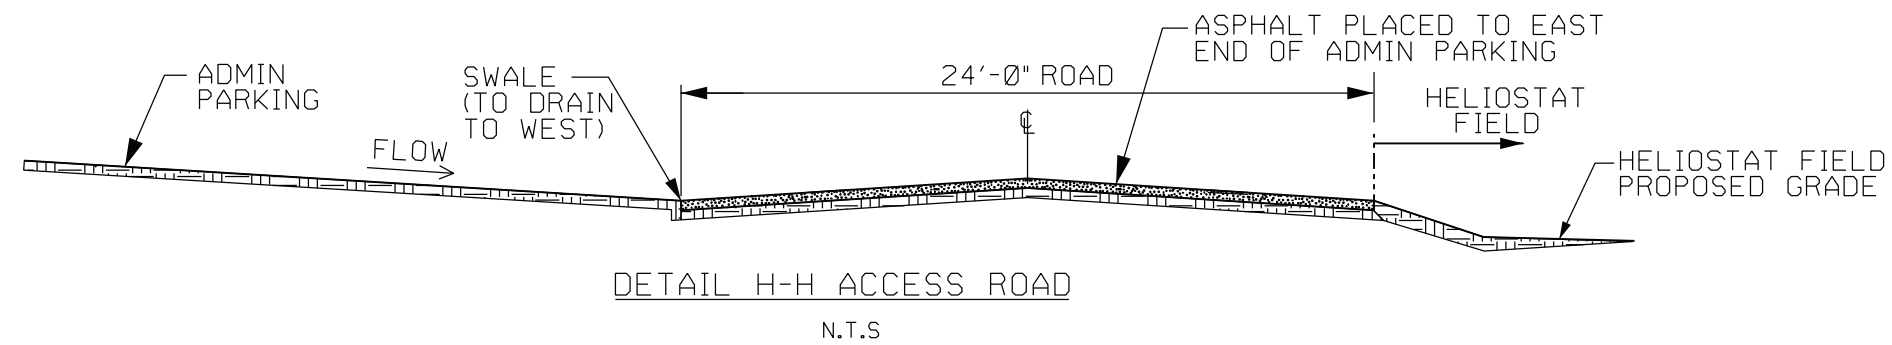 ASPHALT PLACED TO EAST
END OF ADMIN PARKING
ADMIN
PARKING
SWALE
(TO DRAIN
TO WEST)
24'-0" ROAD
HELIOSTAT
FIELD
℄
FLOW
HELIOSTAT FIELD
PROPOSED GRADE
DETAIL H-H ACCESS ROAD
N.T.S